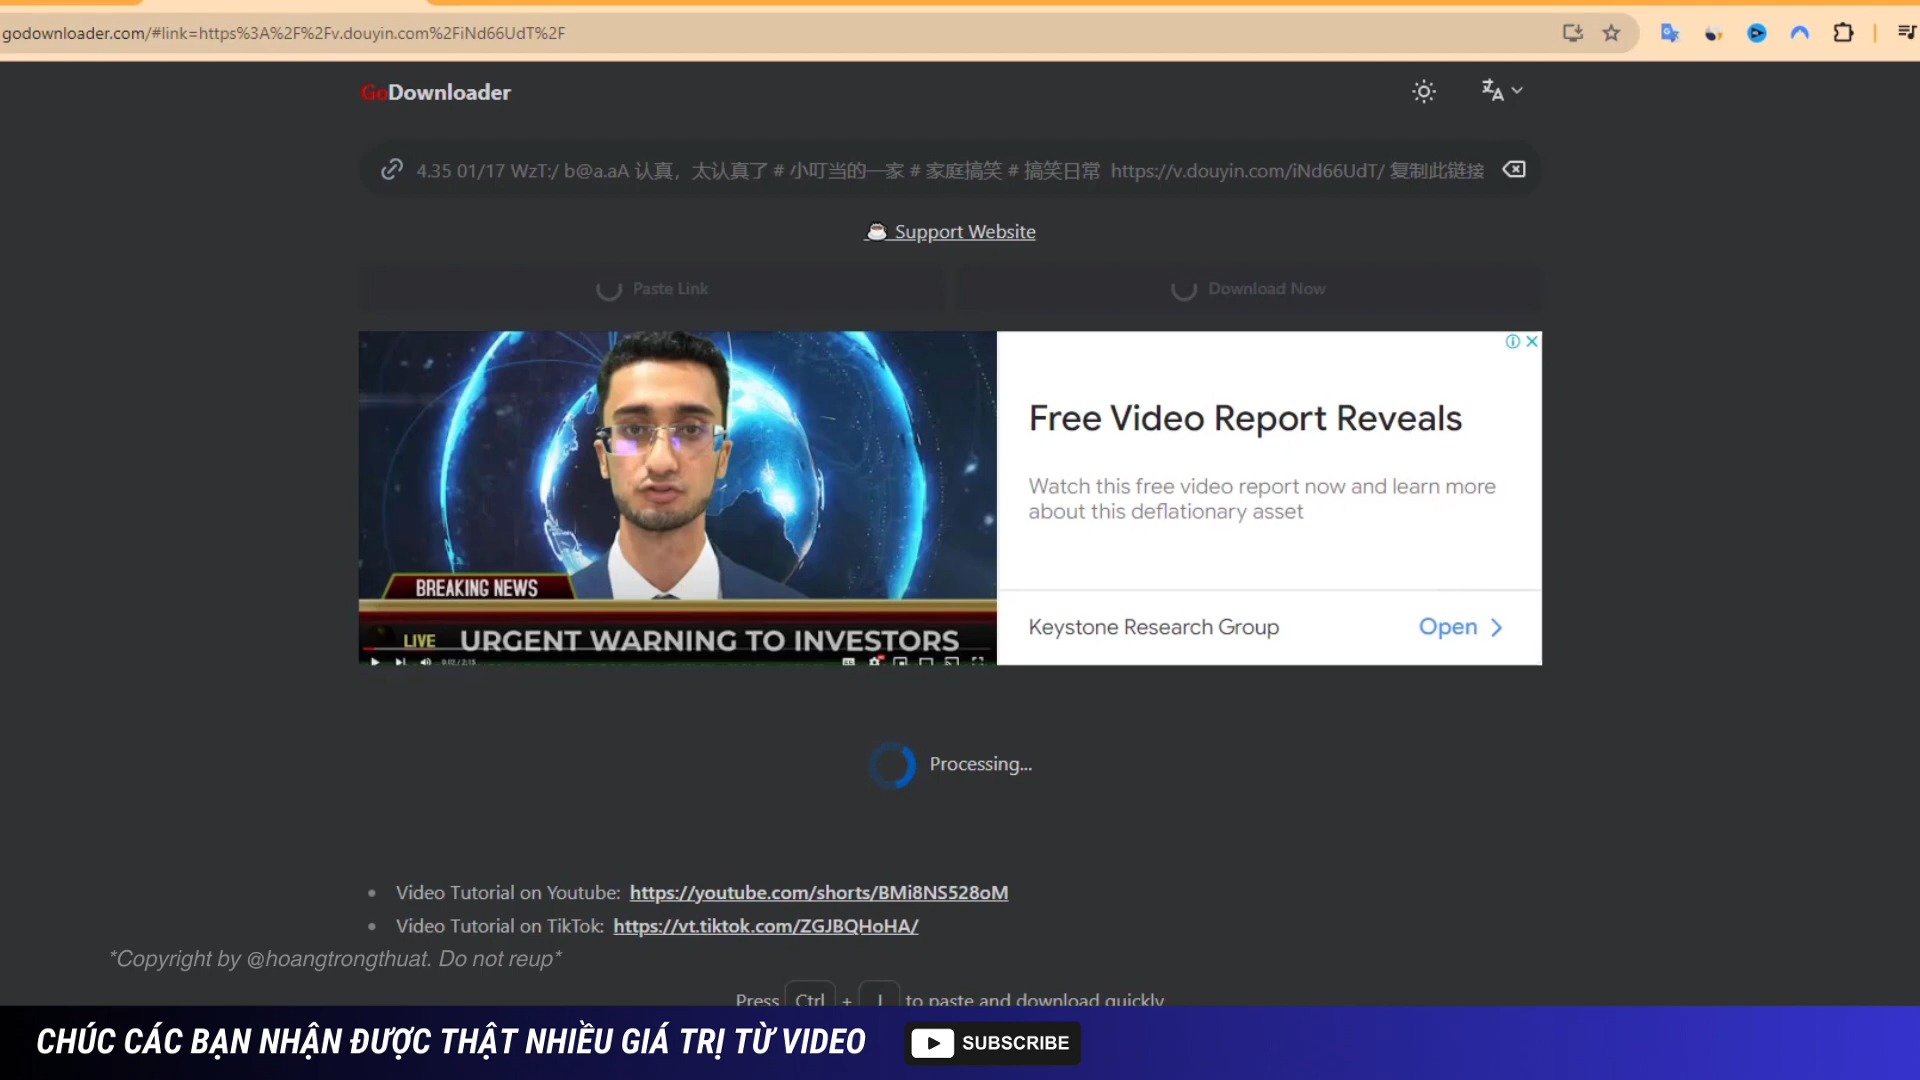 godownloader.com/#link=https%3A%2F%2Fv.douyin.com%2FiNd66UdT%2F
GoDownloader
4.35 01/17 WzT:/ b@a.aA 认真，太认真了 # 小叮当的一家 # 家庭搞笑 # 搞笑日常 https://v.douyin.com/iNd66UdT/ 复制此链接
Support Website
Paste Link
Download Now
BREAKING NEWS
LIVE URGENT WARNING TO INVESTORS
0:02 / 2:15
Free Video Report Reveals
Watch this free video report now and learn more
about this deflationary asset
Keystone Research Group
Open
Processing...
Video Tutorial on Youtube: https://youtube.com/shorts/BMi8NS528oM
Video Tutorial on TikTok: https://vt.tiktok.com/ZGJBQHoHA/
*Copyright by @hoangtrongthuat. Do not reup*
Press Ctrl + to paste and download quickly
CHÚC CÁC BẠN NHẬN ĐƯỢC THẬT NHIỀU GIÁ TRỊ TỪ VIDEO
SUBSCRIBE